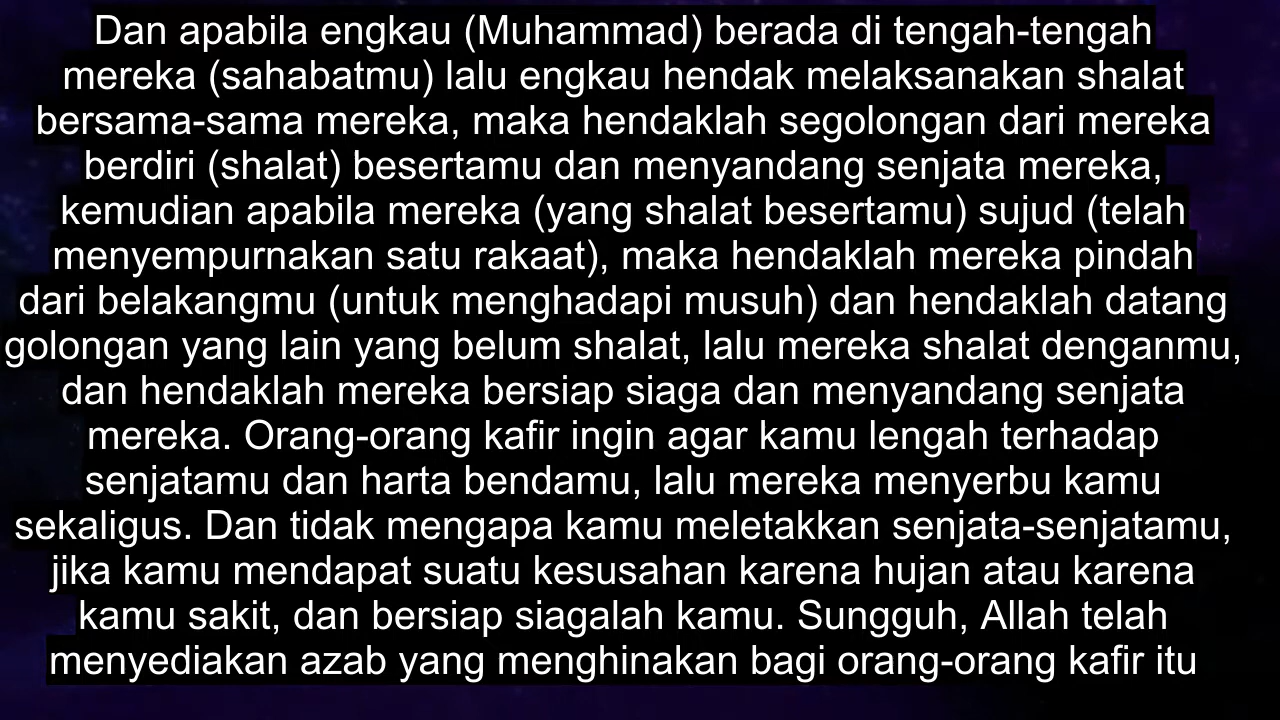 Dan apabila engkau (Muhammad) berada di tengah-tengah
mereka (sahabatmu) lalu engkau hendak melaksanakan shalat
bersama-sama mereka, maka hendaklah segolongan dari mereka
berdiri (shalat) besertamu dan menyandang senjata mereka,
kemudian apabila mereka (yang shalat besertamu) sujud (telah
menyempurnakan satu rakaat), maka hendaklah mereka pindah
dari belakangmu (untuk menghadapi musuh) dan hendaklah datang
golongan yang lain yang belum shalat, lalu mereka shalat denganmu,
dan hendaklah mereka bersiap siaga dan menyandang senjata
mereka. Orang-orang kafir ingin agar kamu lengah terhadap
senjatamu dan harta bendamu, lalu mereka menyerbu kamu
sekaligus. Dan tidak mengapa kamu meletakkan senjata-senjatamu,
jika kamu mendapat suatu kesusahan karena hujan atau karena
kamu sakit, dan bersiap siagalah kamu. Sungguh, Allah telah
menyediakan azab yang menghinakan bagi orang-orang kafir itu